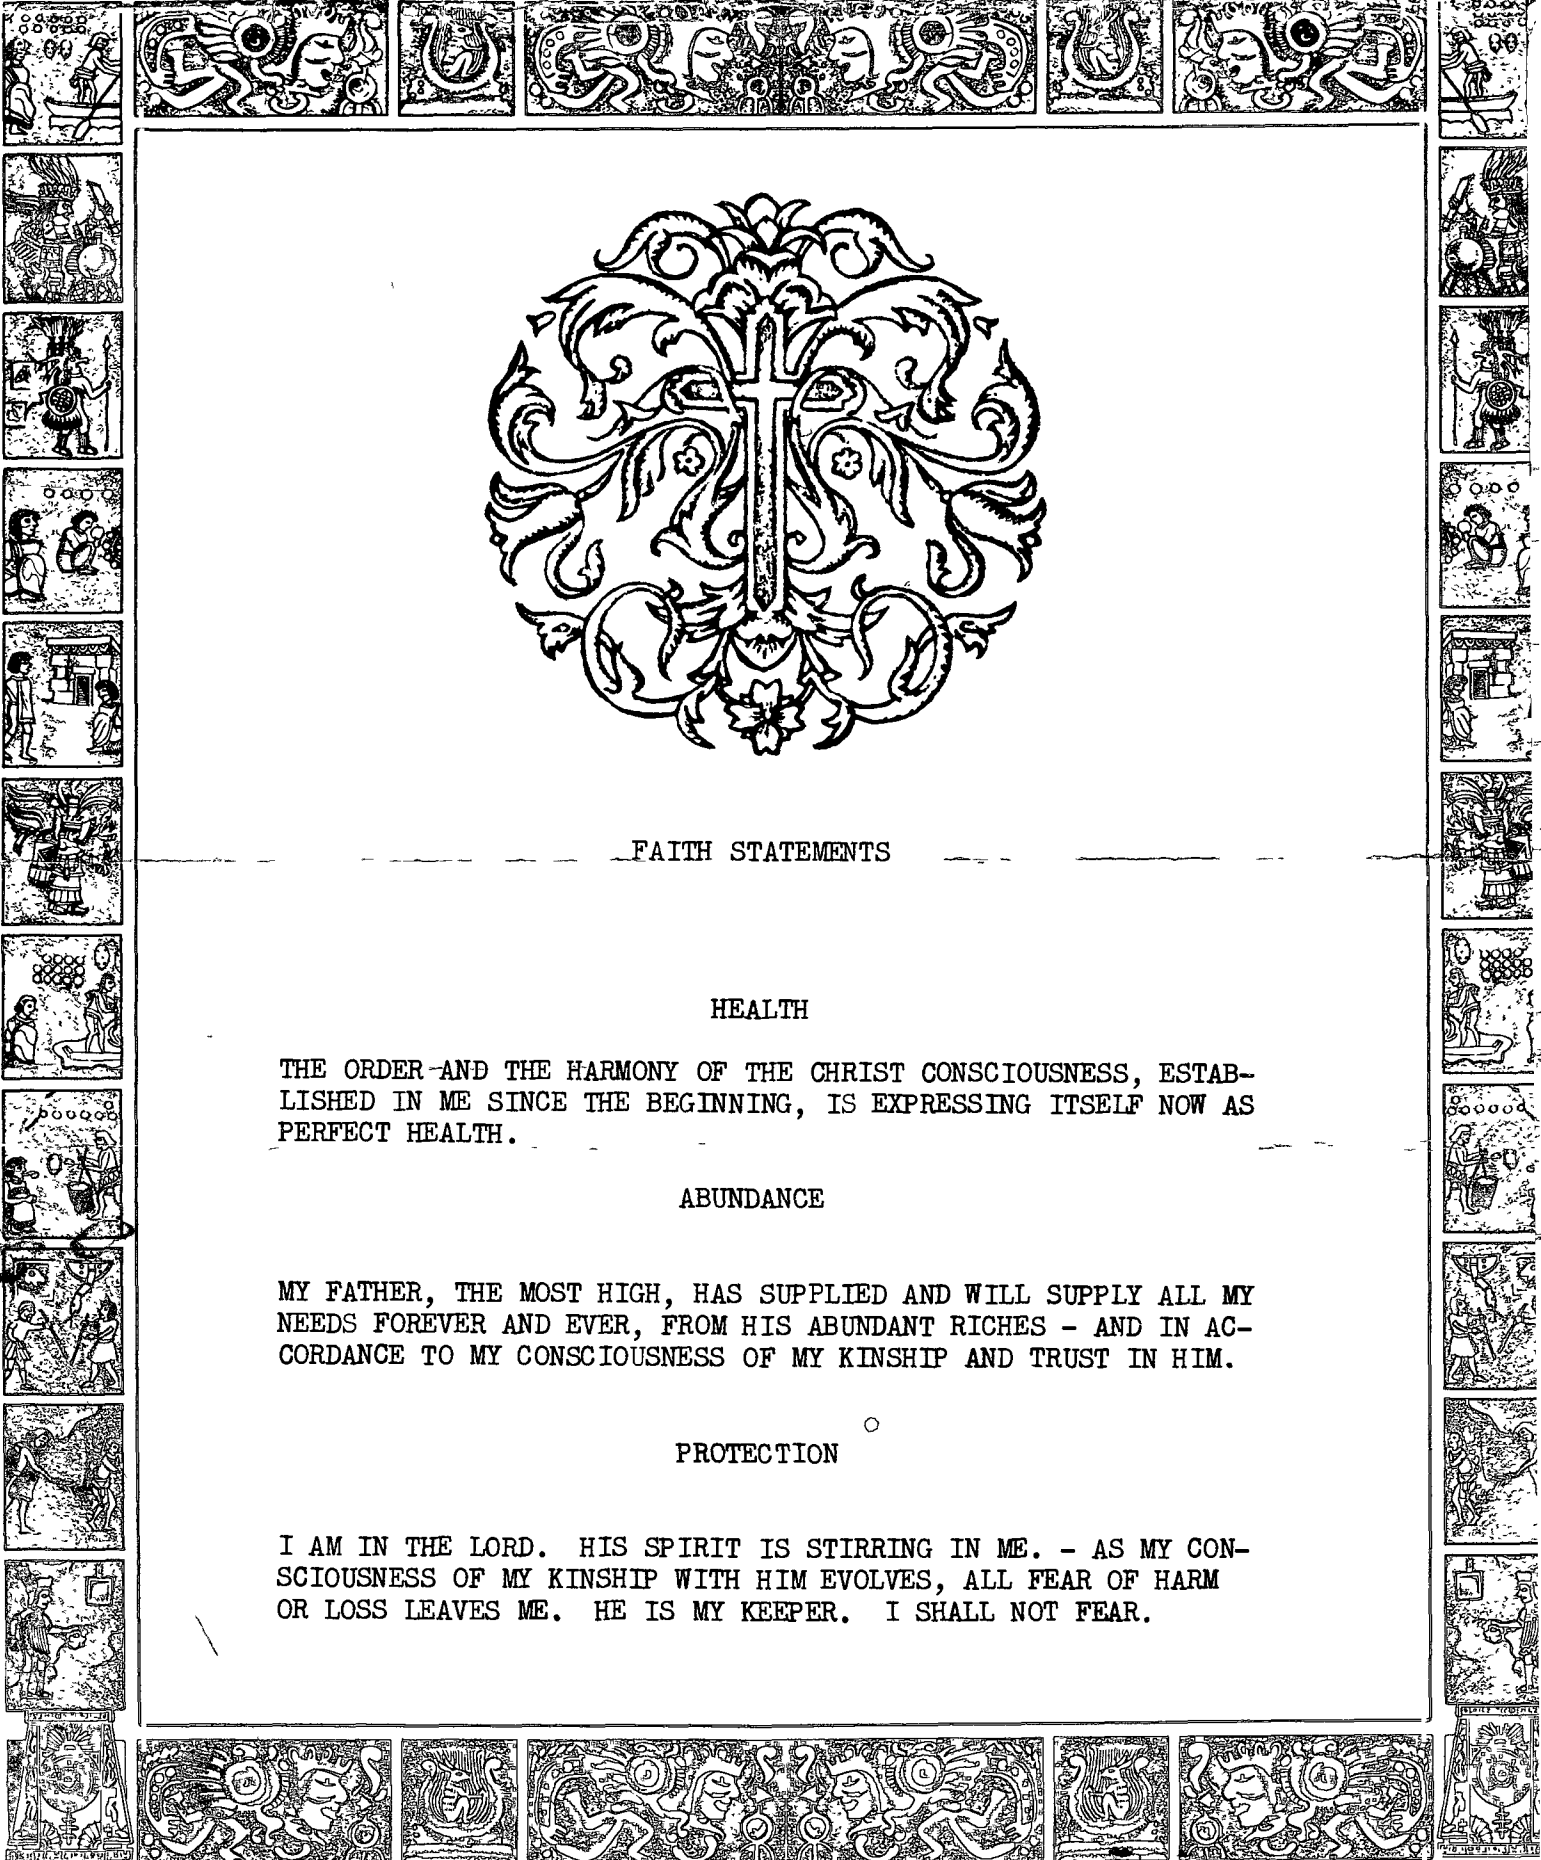 FAITH STATEMENTS
HEALTH
THE ORDER AND THE HARMONY OF THE CHRIST CONSCIOUSNESS, ESTAB-
LISHED IN ME SINCE THE BEGINNING, IS EXPRESSING ITSELF NOW AS
PERFECT HEALTH.
ABUNDANCE
MY FATHER, THE MOST HIGH, HAS SUPPLIED AND WILL SUPPLY ALL MY
NEEDS FOREVER AND EVER, FROM HIS ABUNDANT RICHES - AND IN AC-
CORDANCE TO MY CONSCIOUSNESS OF MY KINSHIP AND TRUST IN HIM.
PROTECTION
I AM IN THE LORD. HIS SPIRIT IS STIRRING IN ME. - AS MY CON-
SCIOUSNESS OF MY KINSHIP WITH HIM EVOLVES, ALL FEAR OF HARM
OR LOSS LEAVES ME. HE IS MY KEEPER. I SHALL NOT FEAR.